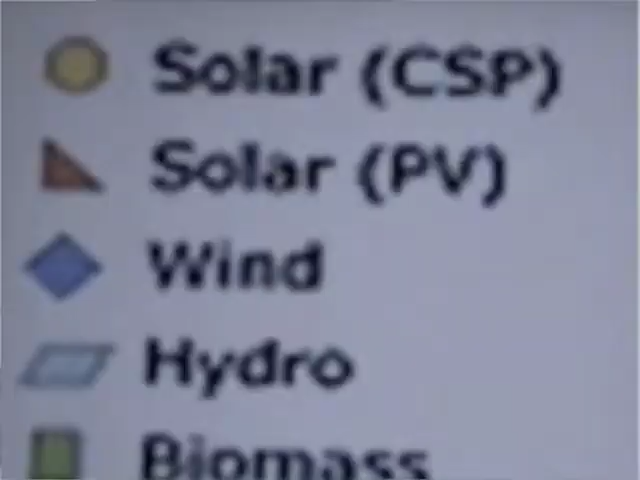 Solar (CSP)
Solar (PV)
Wind
Hydro
Biomass